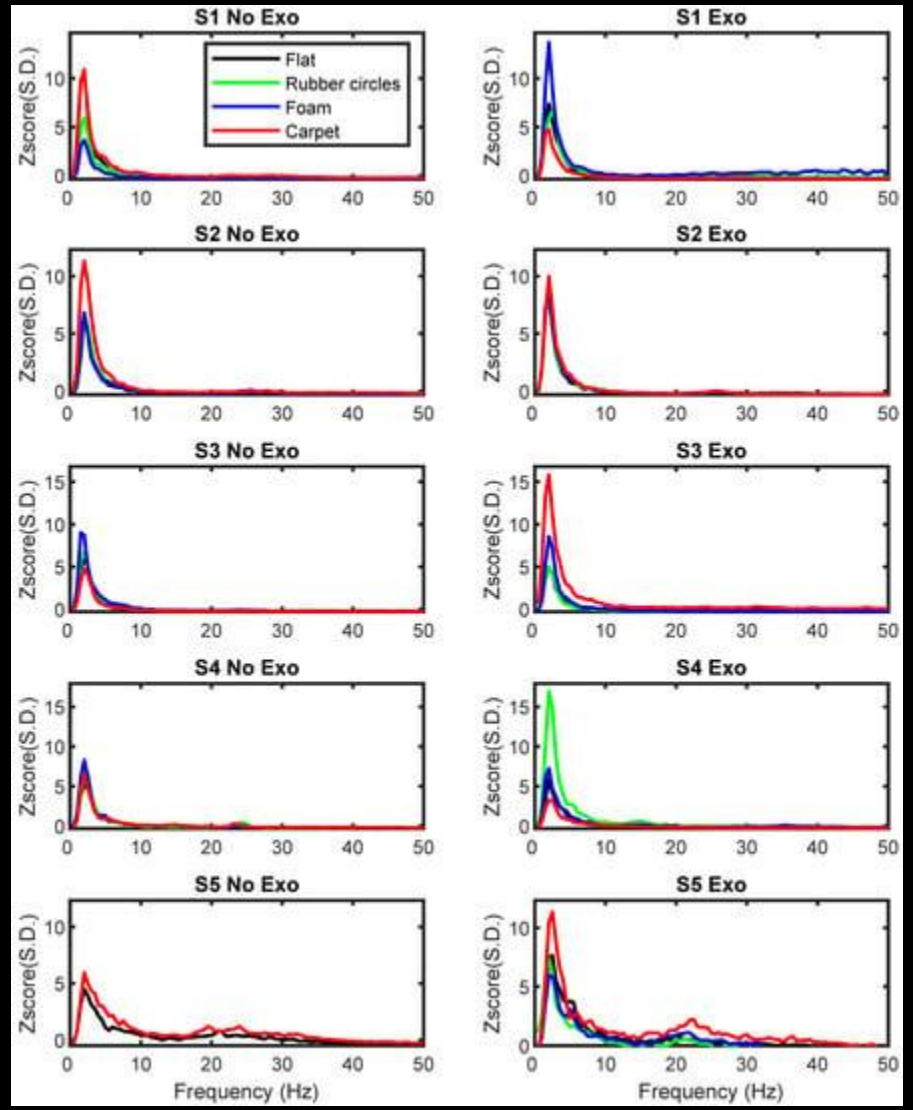 S1 No Exo
Zscore(S.D.)
10
5
0
Flat
Rubber circles
Foam
Carpet
0 10 20 30 40 50
S1 Exo
Zscore(S.D.)
10
5
0
0 10 20 30 40 50
S2 No Exo
Zscore(S.D.)
10
5
0
0 10 20 30 40 50
S2 Exo
Zscore(S.D.)
10
5
0
0 10 20 30 40 50
S3 No Exo
Zscore(S.D.)
15
10
5
0
0 10 20 30 40 50
S3 Exo
Zscore(S.D.)
15
10
5
0
0 10 20 30 40 50
S4 No Exo
Zscore(S.D.)
15
10
5
0
0 10 20 30 40 50
S4 Exo
Zscore(S.D.)
15
10
5
0
0 10 20 30 40 50
S5 No Exo
Zscore(S.D.)
10
5
0
0 10 20 30 40 50
Frequency (Hz)
S5 Exo
Zscore(S.D.)
10
5
0
0 10 20 30 40 50
Frequency (Hz)